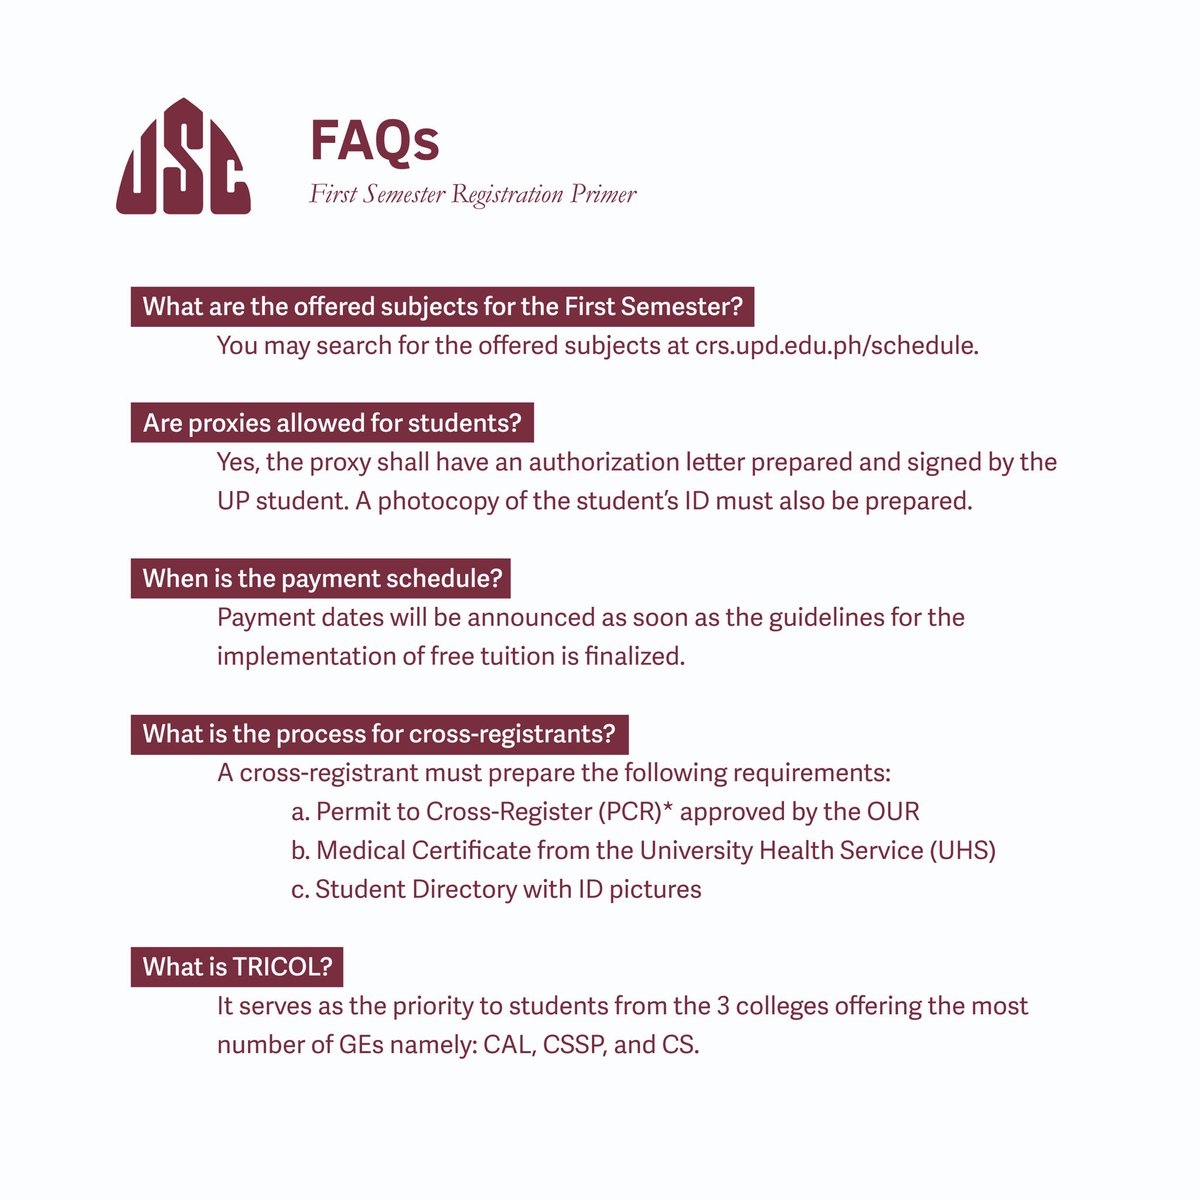 USC
FAQs
First Semester Registration Primer
What are the offered subjects for the First Semester?
You may search for the offered subjects at crs.upd.edu.ph/schedule.
Are proxies allowed for students?
Yes, the proxy shall have an authorization letter prepared and signed by the
UP student. A photocopy of the student’s ID must also be prepared.
When is the payment schedule?
Payment dates will be announced as soon as the guidelines for the
implementation of free tuition is finalized.
What is the process for cross-registrants?
A cross-registrant must prepare the following requirements:
a. Permit to Cross-Register (PCR)* approved by the OUR
b. Medical Certificate from the University Health Service (UHS)
c. Student Directory with ID pictures
What is TRICOL?
It serves as the priority to students from the 3 colleges offering the most
number of GEs namely: CAL, CSSP, and CS.